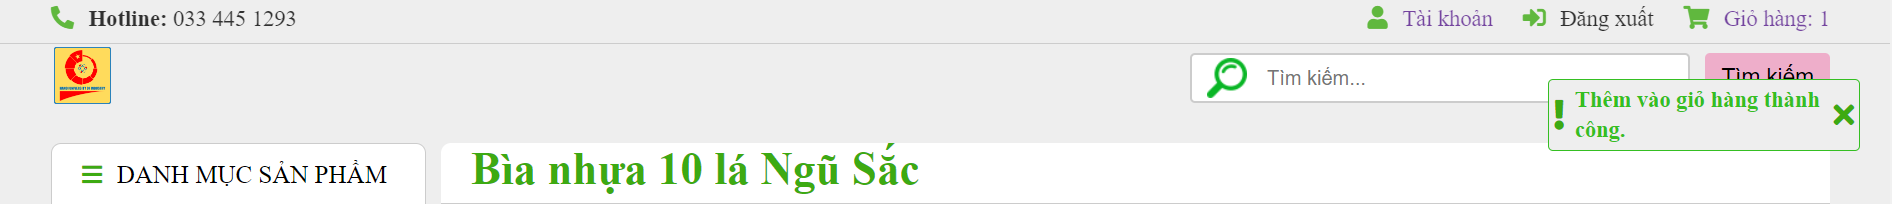 Hotline: 033 445 1293
Tài khoản
Đăng xuất
Giỏ hàng: 1
Tìm kiếm...
Tìm kiếm
Thêm vào giỏ hàng thành
công.
DANH MỤC SẢN PHẨM
Bìa nhựa 10 lá Ngũ Sắc